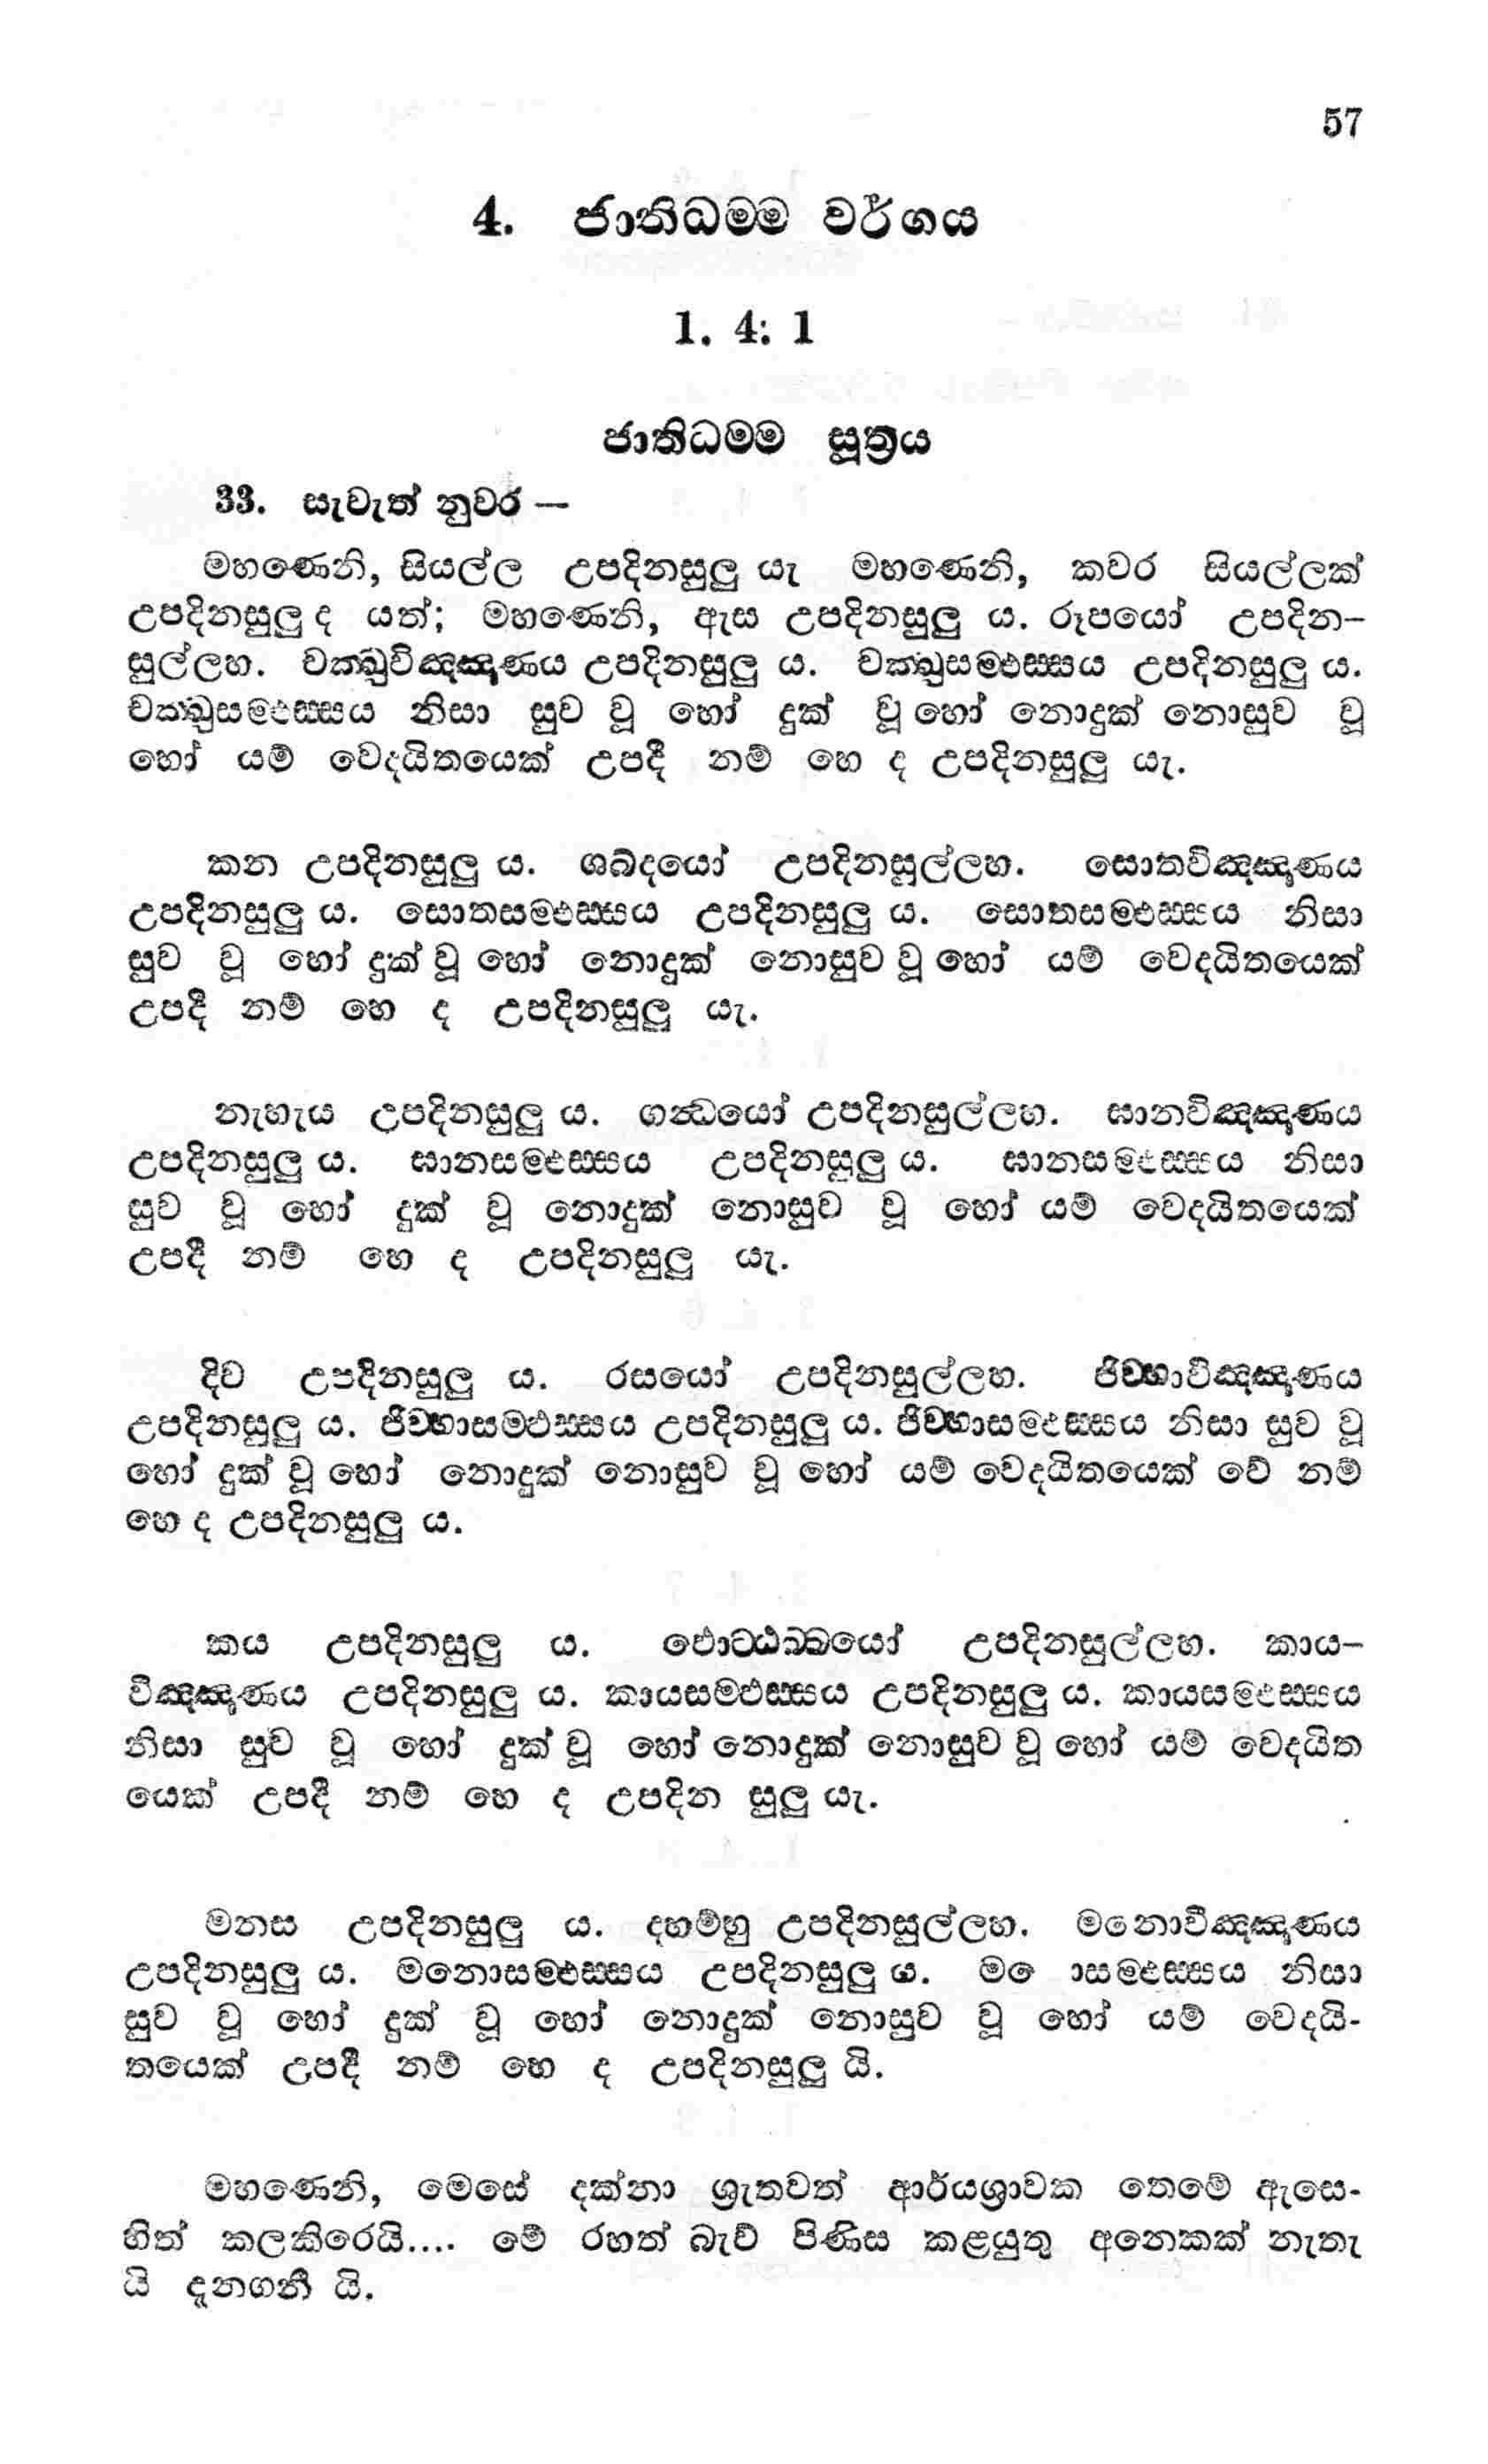 57
4. ජාතිධම්ම වර්ගය
1. 4: 1
ජාතිධම්ම සූත්‍රය
33. සැවැත් නුවර —
මහණෙනි, සියල්ල උපදිනසුලු යැ මහණෙනි, කවර සියල්ලක්
උපදිනසුලු ද යත්; මහණෙනි, ඇස උපදිනසුලු ය. රූපයෝ උපදින-
සුල්ලහ. චක්ඛුවිඤ්ඤාණය උපදිනසුලු ය. චක්ඛුසම්ඵස්සය උපදිනසුලු ය.
චක්ඛුසම්ඵස්සය නිසා සුව වූ හෝ දුක් වූ හෝ නොදුක් නොසුව වූ
හෝ යම් වෙදයිතයෙක් උපදී නම් හෙ ද උපදිනසුලු යැ.
කන උපදිනසුලු ය. ශබ්දයෝ උපදිනසුල්ලහ. සොතවිඤ්ඤාණය
උපදිනසුලු ය. සොතසම්ඵස්සය උපදිනසුලු ය. සොතසම්ඵස්සය නිසා
සුව වූ හෝ දුක් වූ හෝ නොදුක් නොසුව වූ හෝ යම් වෙදයිතයෙක්
උපදී නම් හෙ ද උපදිනසුලු යැ.
නැහැය උපදිනසුලු ය. ගන්ධයෝ උපදිනසුල්ලහ. ඝානවිඤ්ඤාණය
උපදිනසුලු ය. ඝානසම්ඵස්සය උපදිනසුලු ය. ඝානසම්ඵස්සය නිසා
සුව වූ හෝ දුක් වූ නොදුක් නොසුව වූ හෝ යම් වෙදයිතයෙක්
උපදී නම් හෙ ද උපදිනසුලු යැ.
දිව උපදිනසුලු ය. රසයෝ උපදිනසුල්ලහ. ජිව්හාවිඤ්ඤාණය
උපදිනසුලු ය. ජිව්හාසම්ඵස්සය උපදිනසුලු ය. ජිව්හාසම්ඵස්සය නිසා සුව වූ
හෝ දුක් වූ හෝ නොදුක් නොසුව වූ හෝ යම් වෙදයිතයෙක් වේ නම්
හෙ ද උපදිනසුලු ය.
කය උපදිනසුලු ය. ඵොට්ඨබ්බයෝ උපදිනසුල්ලහ. කාය-
විඤ්ඤාණය උපදිනසුලු ය. කායසම්ඵස්සය උපදිනසුලු ය. කායසම්ඵස්සය
නිසා සුව වූ හෝ දුක් වූ හෝ නොදුක් නොසුව වූ හෝ යම් වෙදයිත
යෙක් උපදී නම් හෙ ද උපදින සුලු යැ.
මනස උපදිනසුලු ය. දහම්හු උපදිනසුල්ලහ. මනොවිඤ්ඤාණය
උපදිනසුලු ය. මනොසම්ඵස්සය උපදිනසුලු ය. නිසා
සුව වූ හෝ දුක් වූ හෝ නොදුක් නොසුව වූ හෝ යම් වෙදයි-
තයෙක් උපදී නම් හෙ ද උපදිනසුලු යි.
මහණෙනි, මෙසේ දක්නා ශ්‍රැතවත් ආර්යශ්‍රාවක තෙමේ ඇසෙ-
හිත් කලකිරෙයි.... මේ රහත් බැව් පිණිස කළයුතු අනෙකක් නැතැ
යි දැනගනී යි.